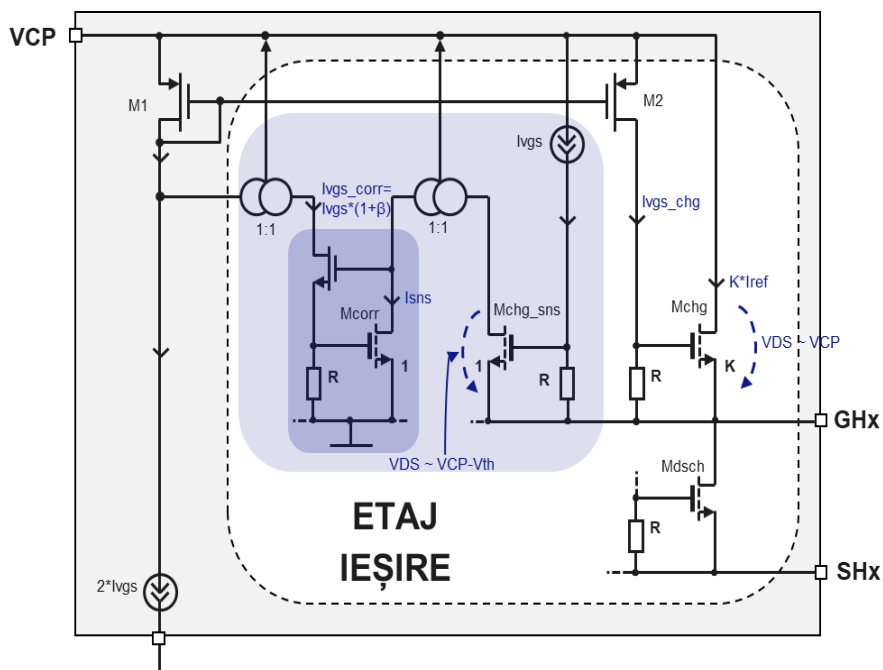 VCP
M1
M2
Ivgs
Ivgs_corr=
Ivgs*(1+β)
1:1
1:1
Ivgs_chg
Isns
K*Iref
Mcorr
Mchg_sns
Mchg
VDS ~ VCP
1
1
K
R
R
R
GHx
VDS ~ VCP-Vth
Mdsch
ETAJ
IEȘIRE
R
SHx
2*Ivgs